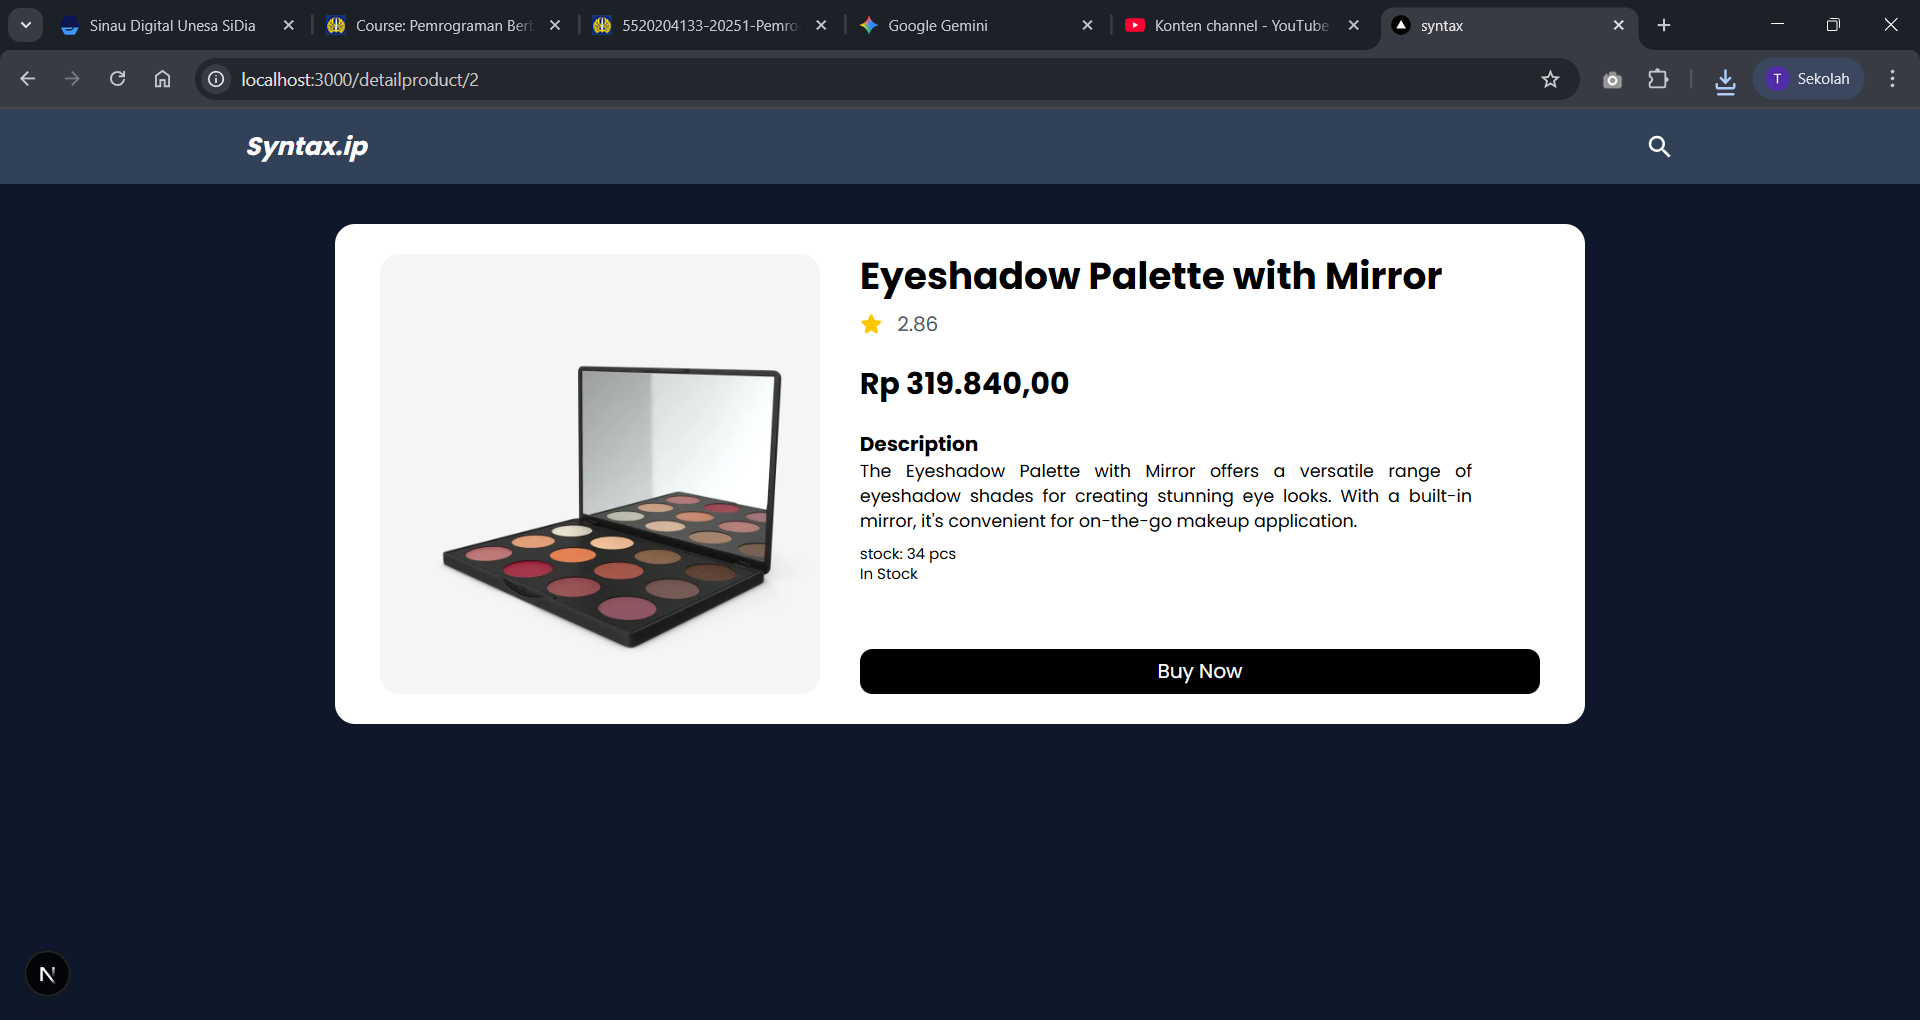 Sinau Digital Unesa SiDia
Course: Pemrograman Ber
5520204133-20251-Pemro
Google Gemini
Konten channel - YouTube
syntax
localhost:3000/detailproduct/2
T Sekolah
Syntax.ip
Eyeshadow Palette with Mirror
2.86
Rp 319.840,00
Description
The Eyeshadow Palette with Mirror offers a versatile range of
eyeshadow shades for creating stunning eye looks. With a built-in
mirror, it's convenient for on-the-go makeup application.
stock: 34 pcs
In Stock
Buy Now
N